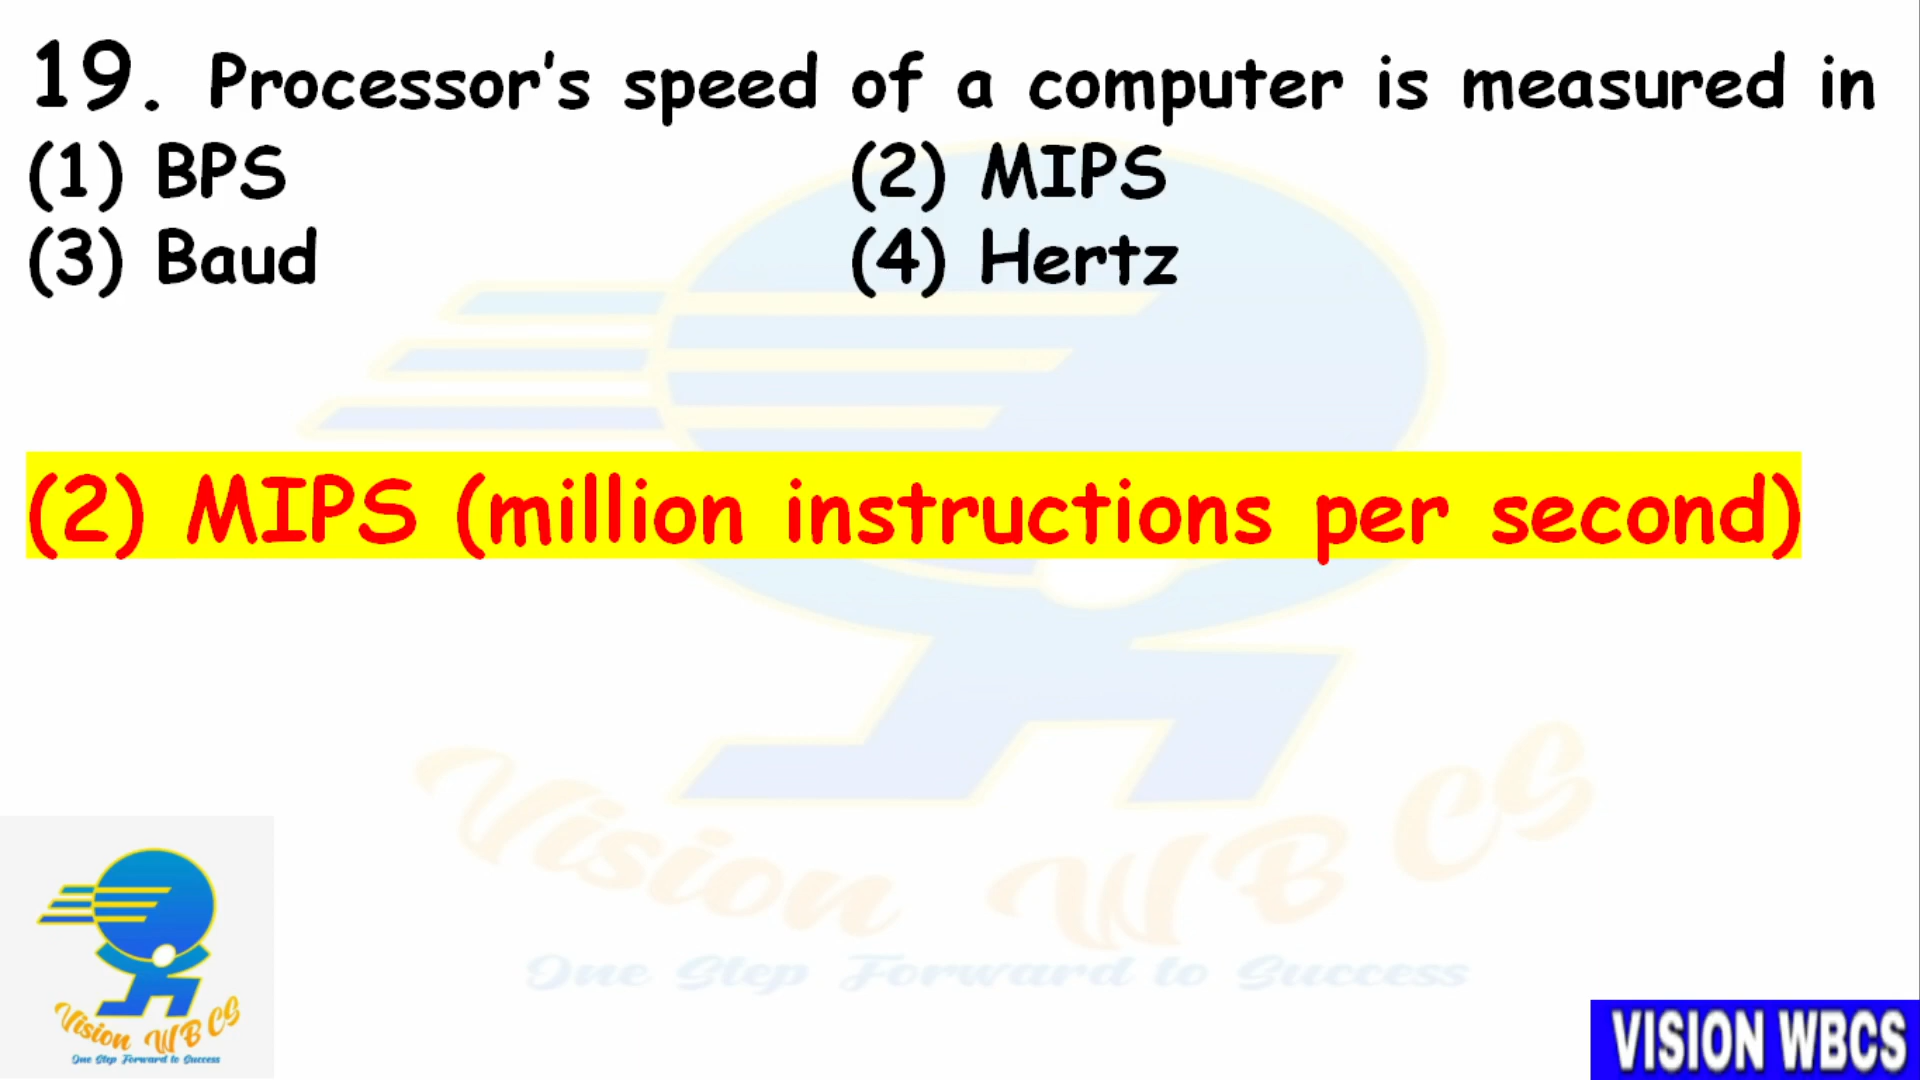 19. Processor's speed of a computer is measured in
(1) BPS (2) MIPS
(3) Baud (4) Hertz
(2) MIPS (million instructions per second)
Vision WBCS
One Step Forward to Success
Vision WBCS
One Step Forward to Success
VISION WBCS